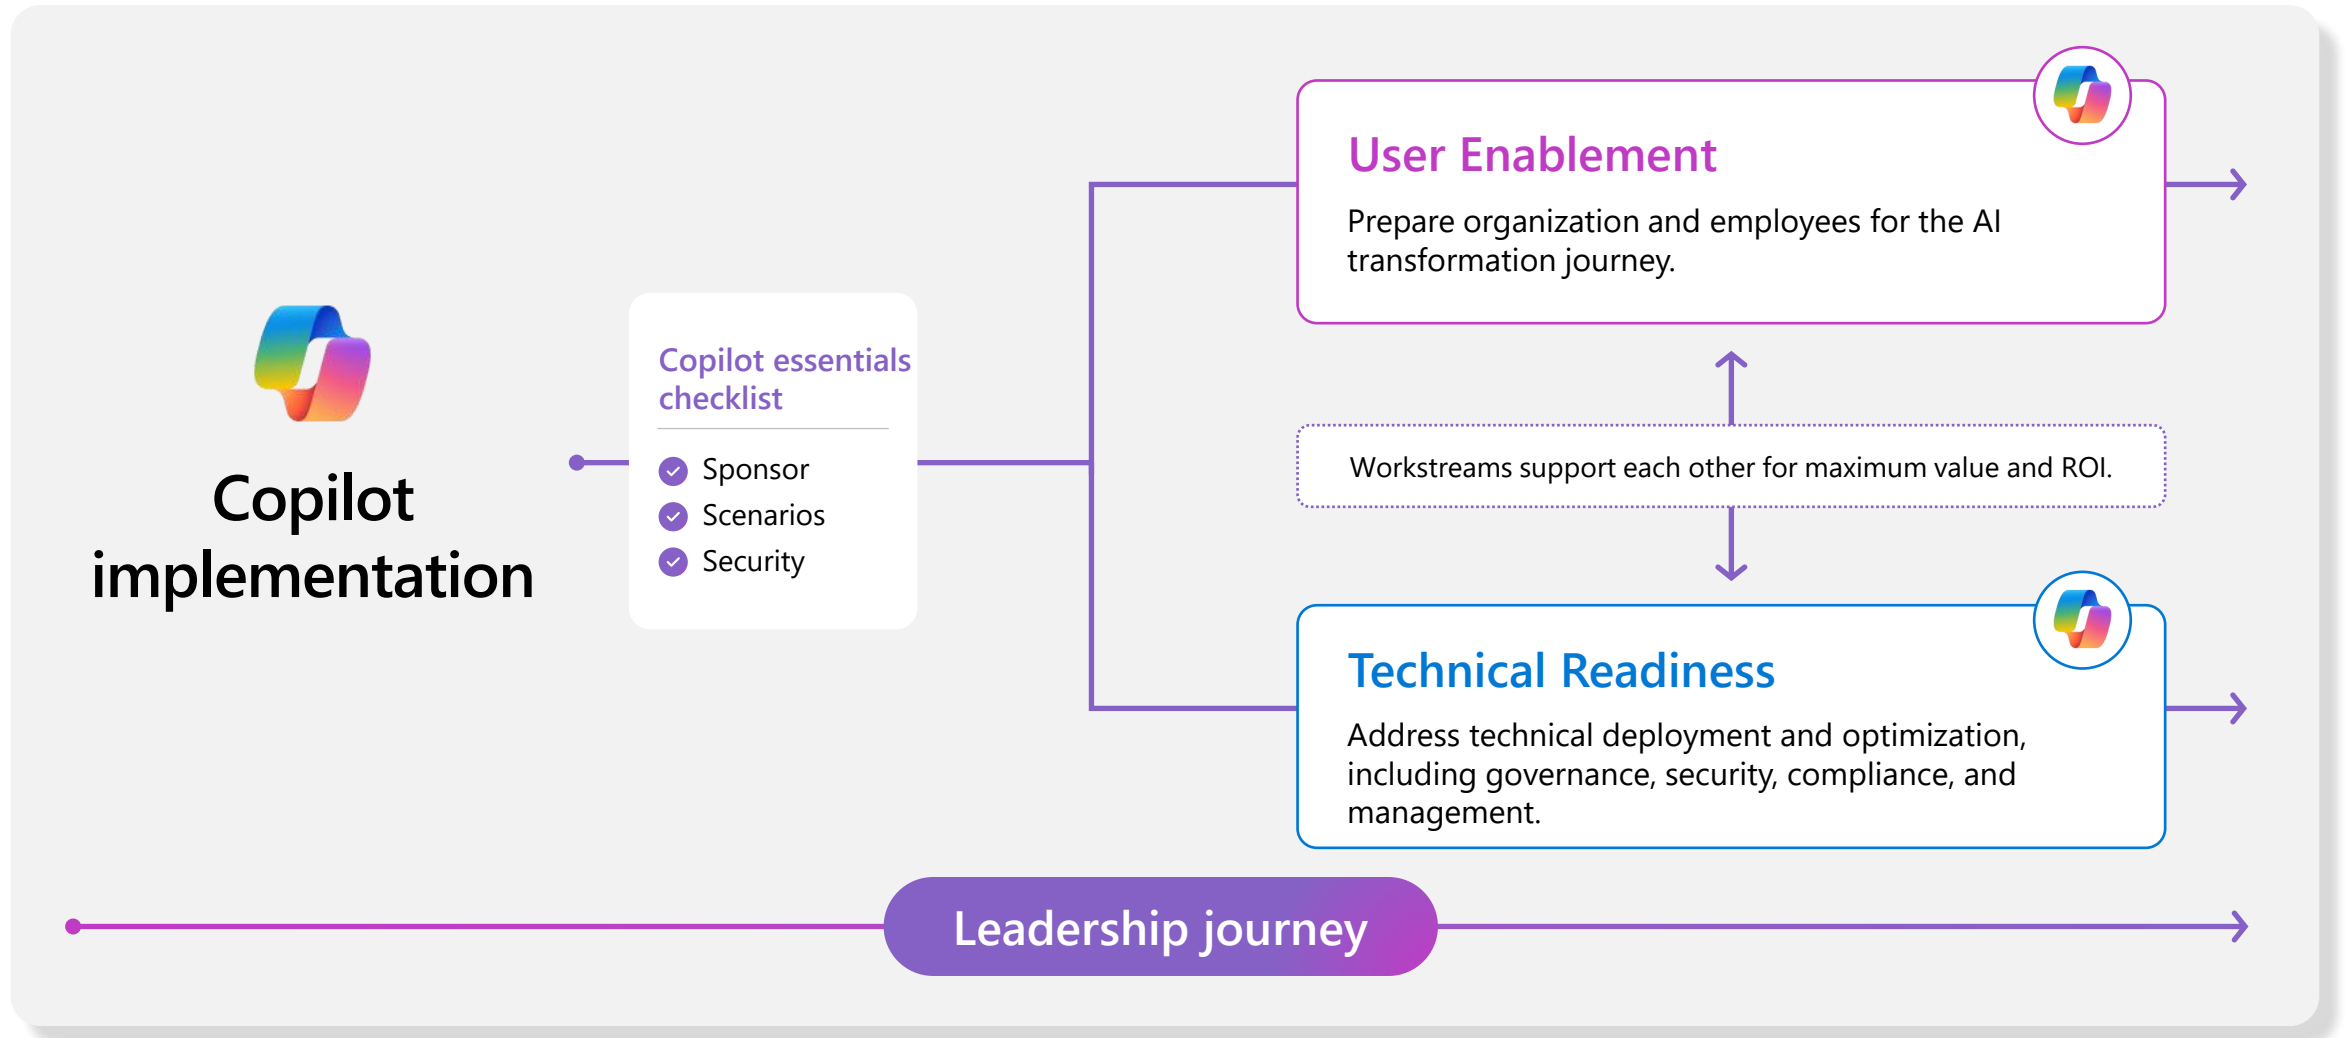 Copilot
implementation
Copilot essentials
checklist
Sponsor
Scenarios
Security
User Enablement
Prepare organization and employees for the AI
transformation journey.
Workstreams support each other for maximum value and ROI.
Technical Readiness
Address technical deployment and optimization,
including governance, security, compliance, and
management.
Leadership journey